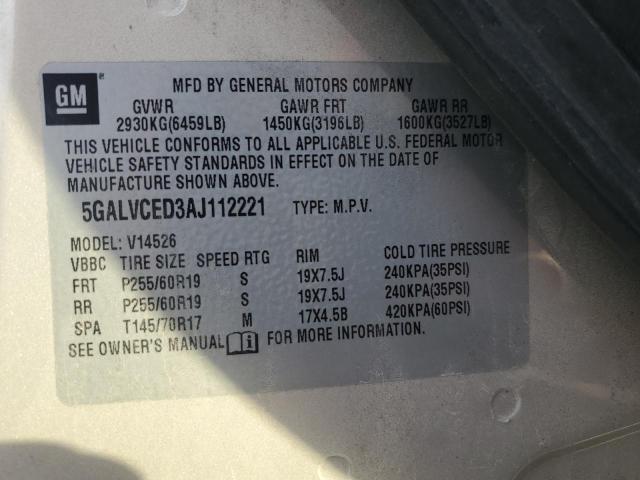 GM
MFD BY GENERAL MOTORS COMPANY
GVWR GAWR FRT GAWR RR
2930KG(6459LB) 1450KG(3196LB) 1600KG(3527LB)
THIS VEHICLE CONFORMS TO ALL APPLICABLE U.S. FEDERAL MOTOR
VEHICLE SAFETY STANDARDS IN EFFECT ON THE DATE OF
MANUFACTURE SHOWN ABOVE.
5GALVCED3AJ112221 TYPE: M.P.V.
MODEL: V14526
VBBC TIRE SIZE SPEED RTG RIM COLD TIRE PRESSURE
FRT P255/60R19 S 19X7.5J 240KPA(35PSI)
RR P255/60R19 S 19X7.5J 240KPA(35PSI)
SPA T145/70R17 M 17X4.5B 420KPA(60PSI)
SEE OWNER'S MANUAL FOR MORE INFORMATION.